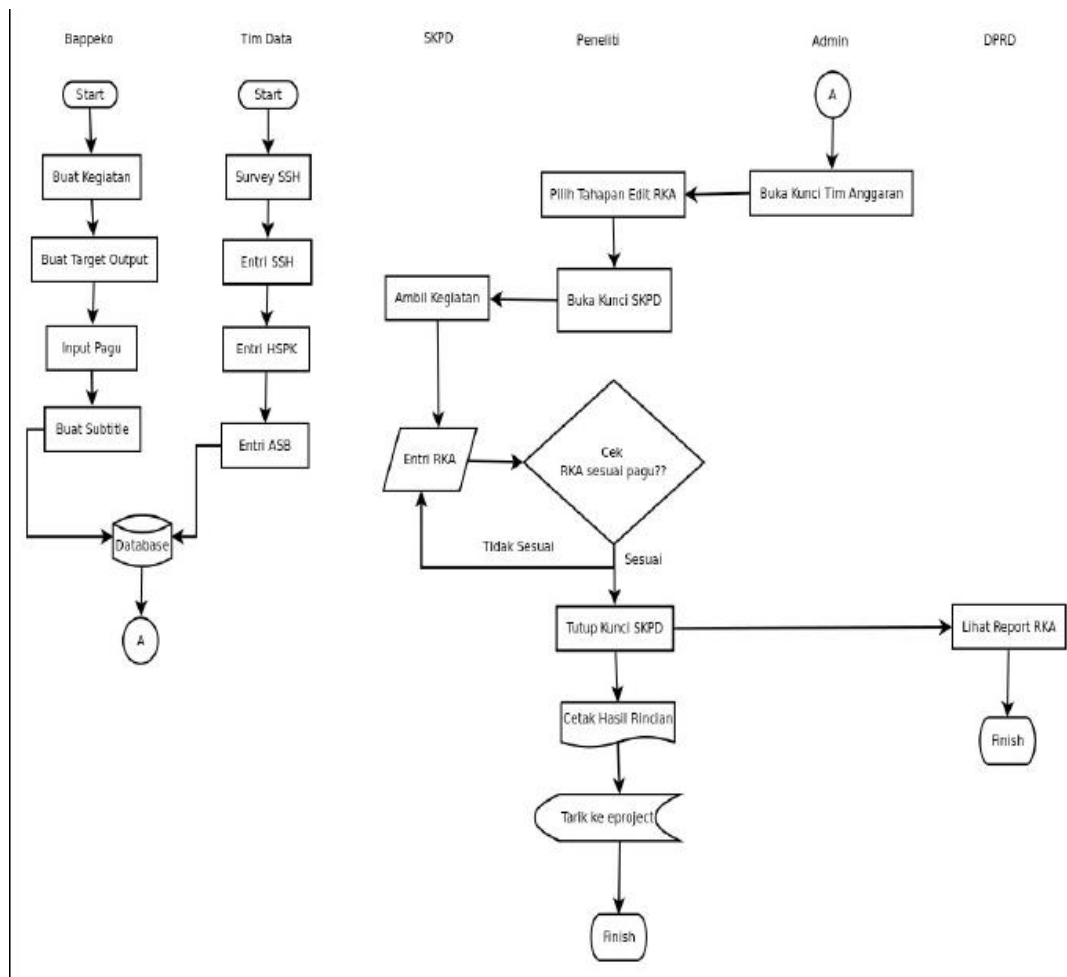 Bappeko
Tim Data
SKPD
Peneliti
Admin
DPRD
Start
Start
A
Buat Kegiatan
Survey SSH
Pilih Tahapan Edit RKA
Buka Kunci Tim Anggaran
Buat Target Output
Entri SSH
Ambil Kegiatan
Buka Kunci SKPD
Input Pagu
Entri HSPK
Buat Subtitle
Entri ASB
Entri RKA
Cek
RKA sesuai pagu??
Database
Tidak Sesuai
Sesuai
A
Tutup Kunci SKPD
Lihat Report RKA
Cetak Hasil Rincian
Finish
Tarik ke eproject
Finish